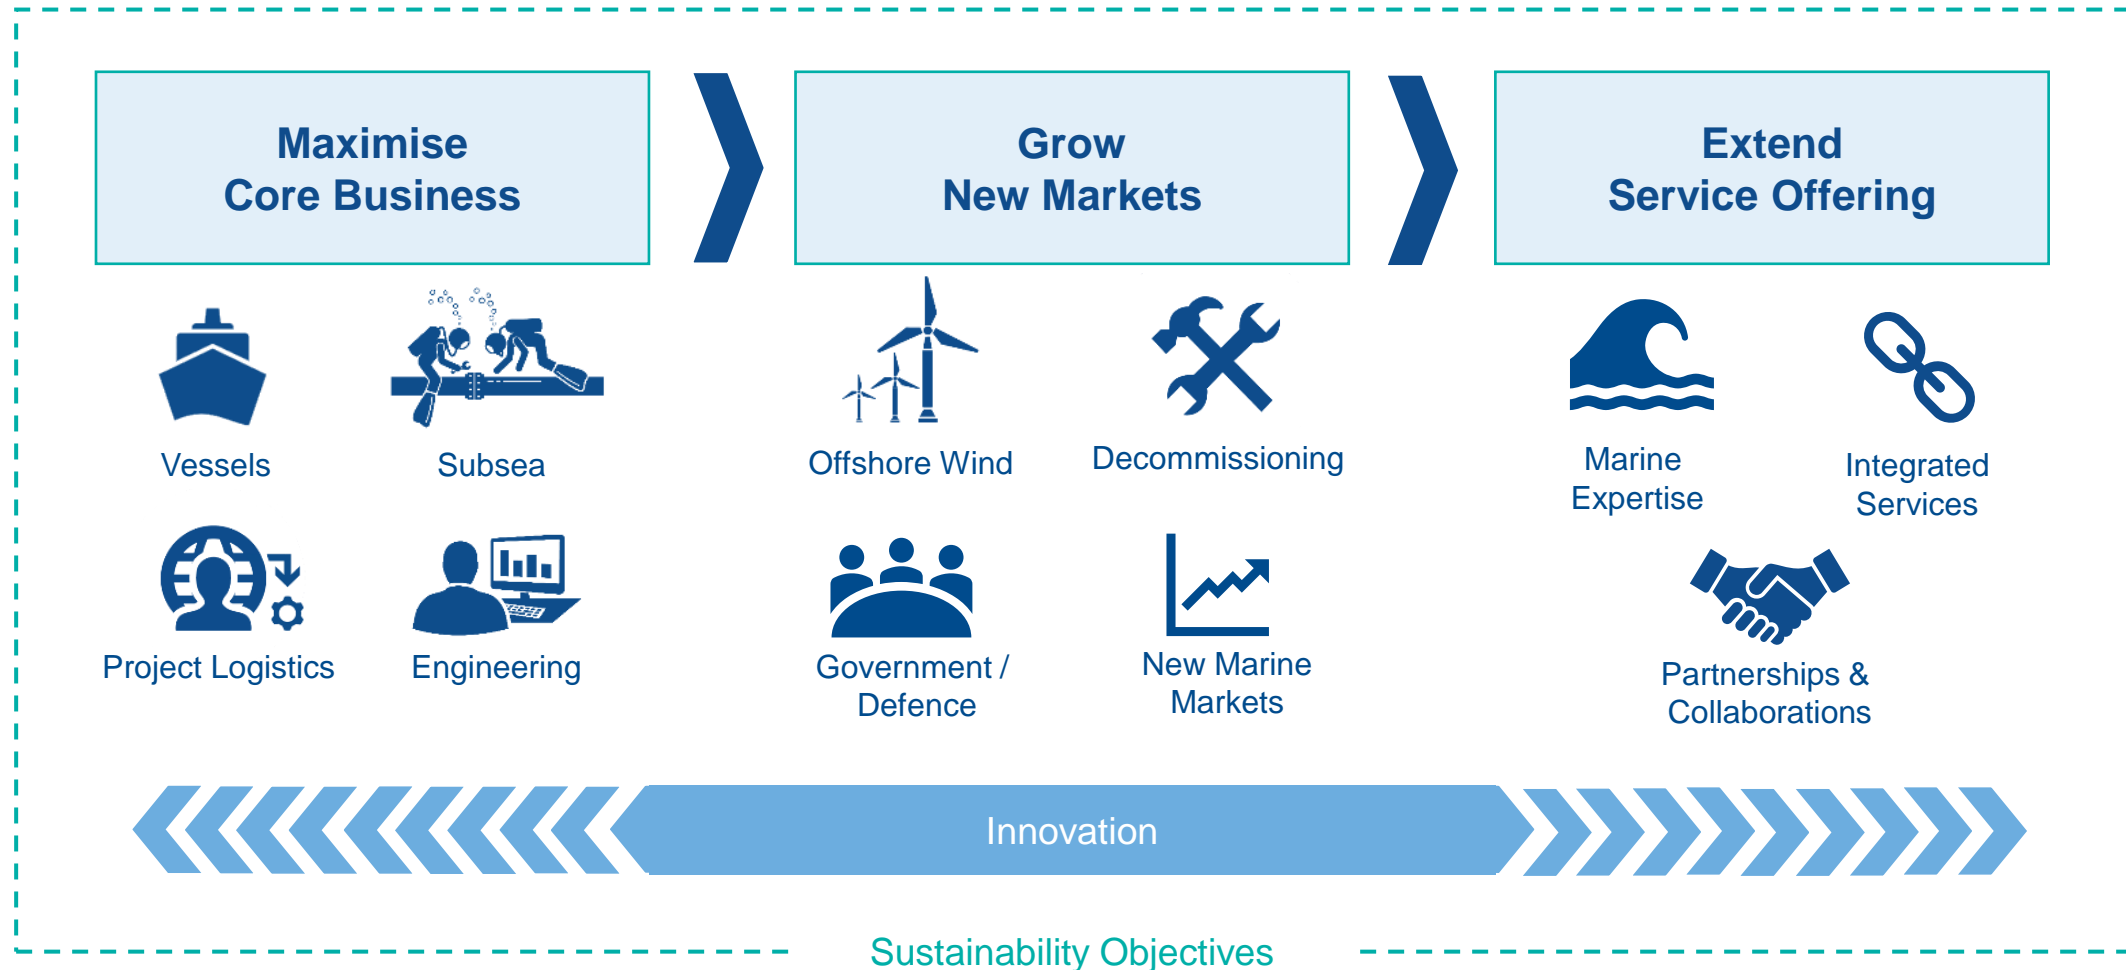 Maximise
Core Business
Grow
New Markets
Extend
Service Offering
Vessels
Subsea
Project Logistics
Engineering
Offshore Wind
Decommissioning
Government /
Defence
New Marine
Markets
Marine
Expertise
Integrated
Services
Partnerships &
Collaborations
Innovation
Sustainability Objectives